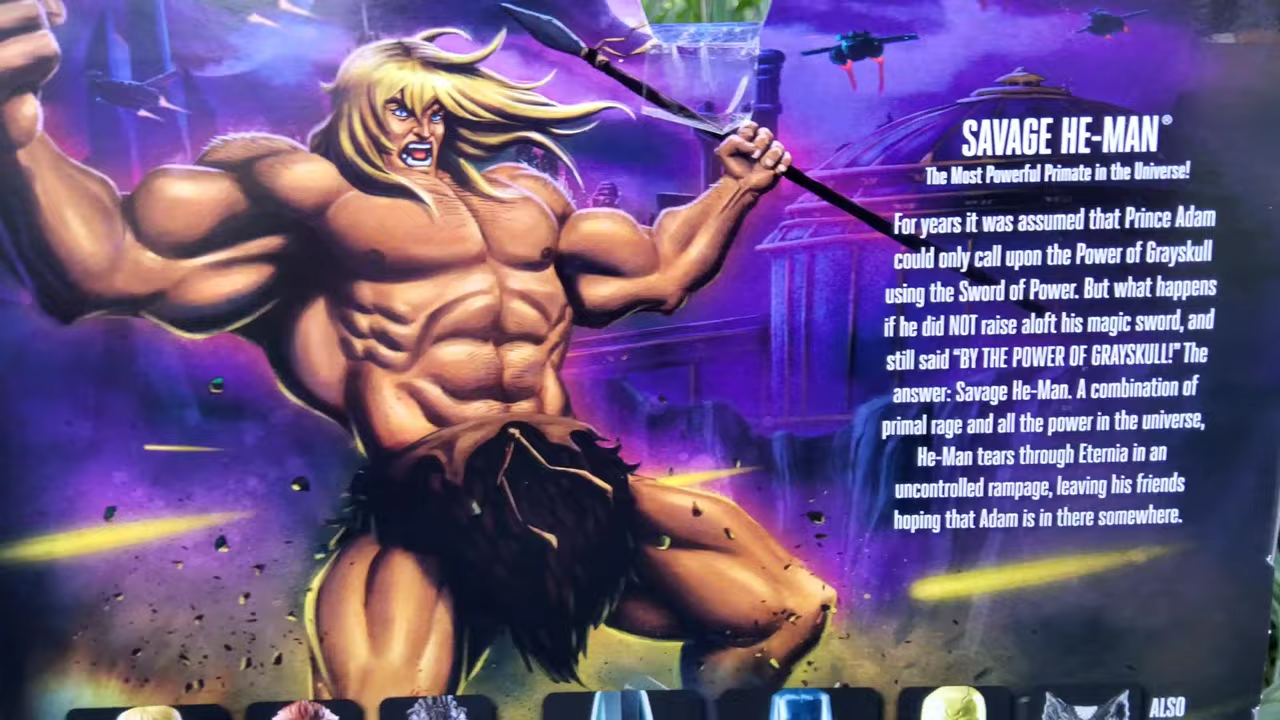 SAVAGE HE-MAN®
The Most Powerful Primate in the Universe!
For years it was assumed that Prince Adam
could only call upon the Power of Grayskull
using the Sword of Power. But what happens
if he did NOT raise aloft his magic sword, and
still said “BY THE POWER OF GRAYSKULL!” The
answer: Savage He-Man. A combination of
primal rage and all the power in the universe,
He-Man tears through Eternia in an
uncontrolled rampage, leaving his friends
hoping that Adam is in there somewhere.
ALSO